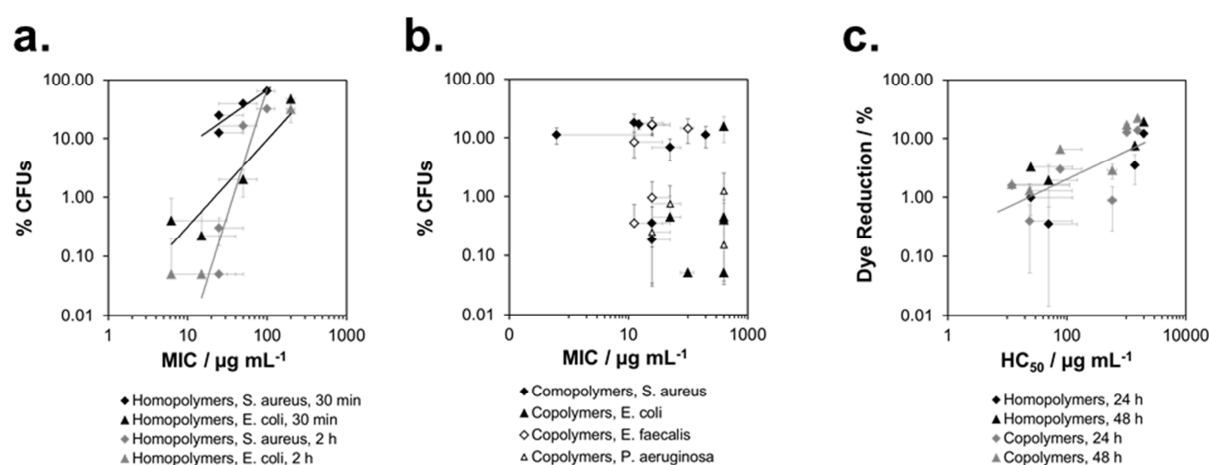 a.
100.00
10.00
1.00
0.10
0.01
% CFUs
1 10 100 1000
MIC / µg mL⁻¹
Homopolymers, S. aureus, 30 min
Homopolymers, E. coli, 30 min
Homopolymers, S. aureus, 2 h
Homopolymers, E. coli, 2 h
b.
100.00
10.00
1.00
0.10
0.01
% CFUs
0 10 1000
MIC / µg mL⁻¹
Comopolymers, S. aureus
Copolymers, E. coli
Copolymers, E. faecalis
Copolymers, P. aeruginosa
c.
100.00
10.00
1.00
0.10
0.01
Dye Reduction / %
1 100 10000
HC₅₀ / µg mL⁻¹
Homopolymers, 24 h
Homopolymers, 48 h
Copolymers, 24 h
Copolymers, 48 h